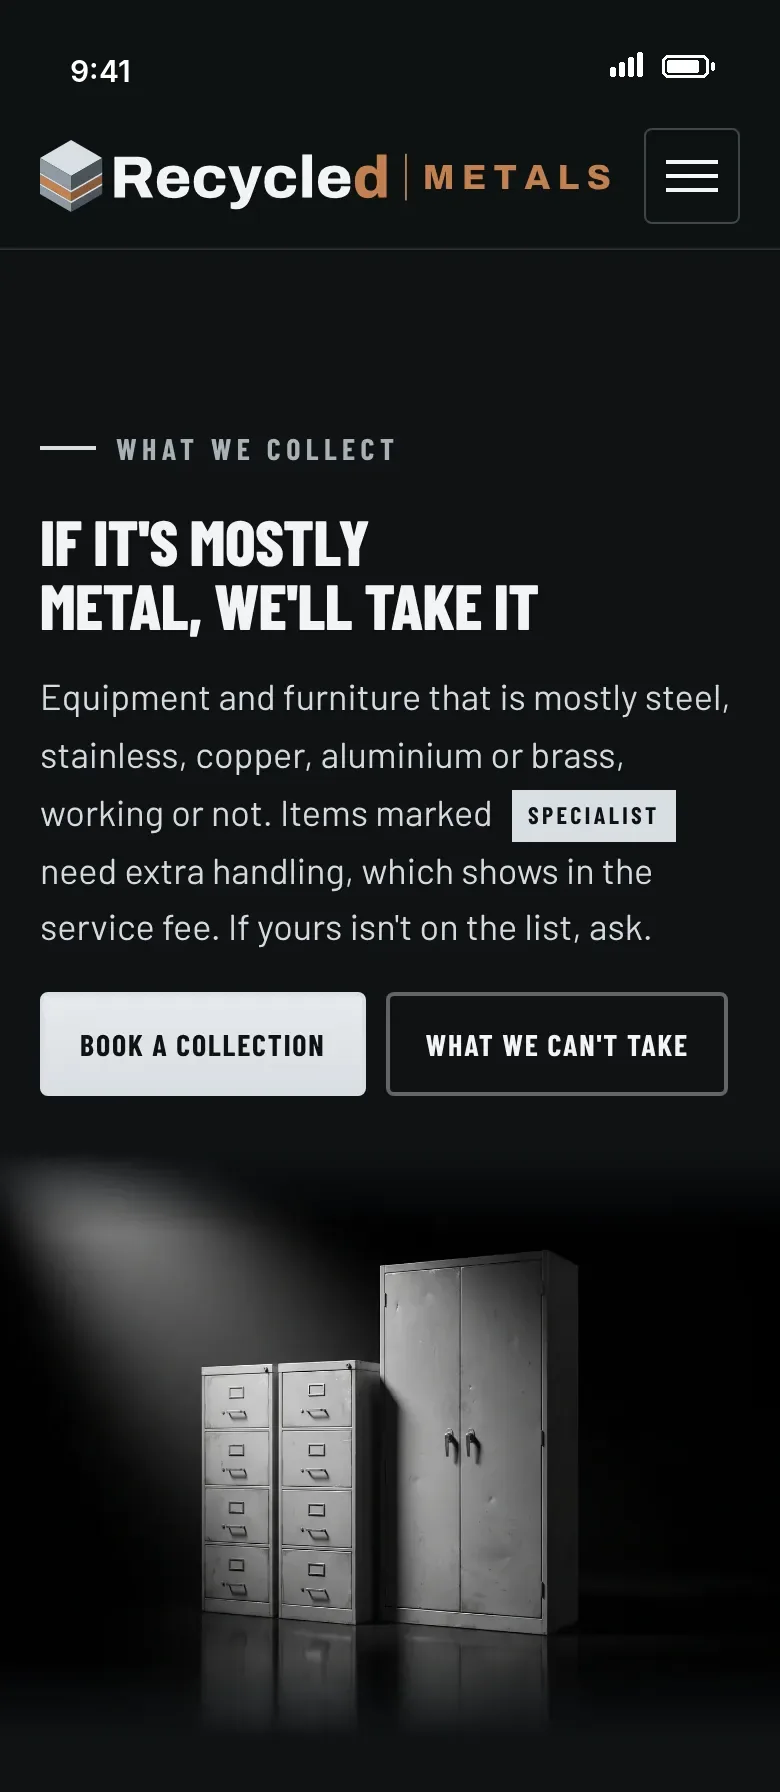 9:41
Recycled METALS
WHAT WE COLLECT
IF IT'S MOSTLY
METAL, WE'LL TAKE IT
Equipment and furniture that is mostly steel,
stainless, copper, aluminium or brass,
working or not. Items marked SPECIALIST
need extra handling, which shows in the
service fee. If yours isn't on the list, ask.
BOOK A COLLECTION
WHAT WE CAN'T TAKE